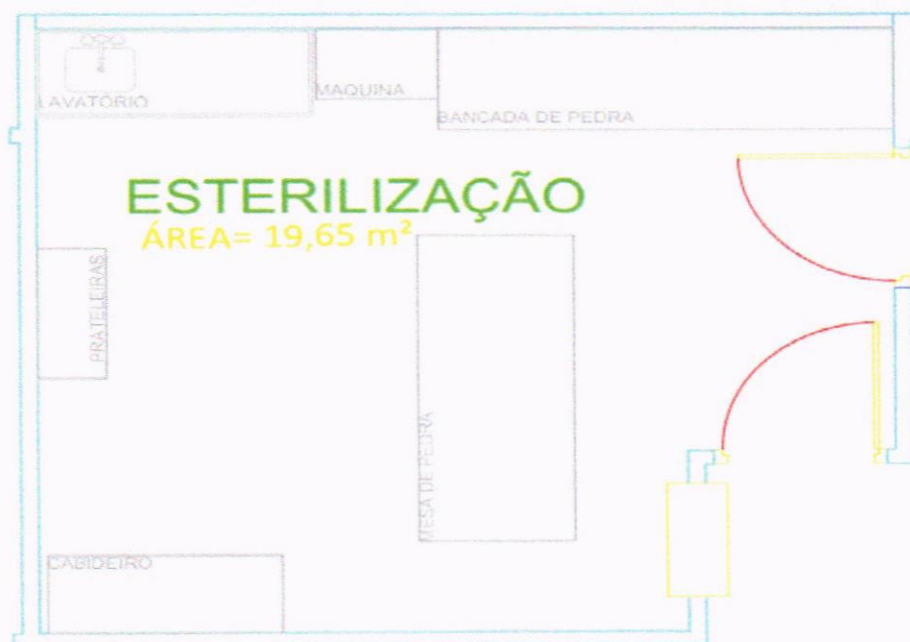 LAVATÓRIO
MAQUINA
BANCADA DE PEDRA
ESTERILIZAÇÃO
ÁREA= 19,65 m²
PRATELEIRAS
MESA DE PEDRA
CABIDEIRO